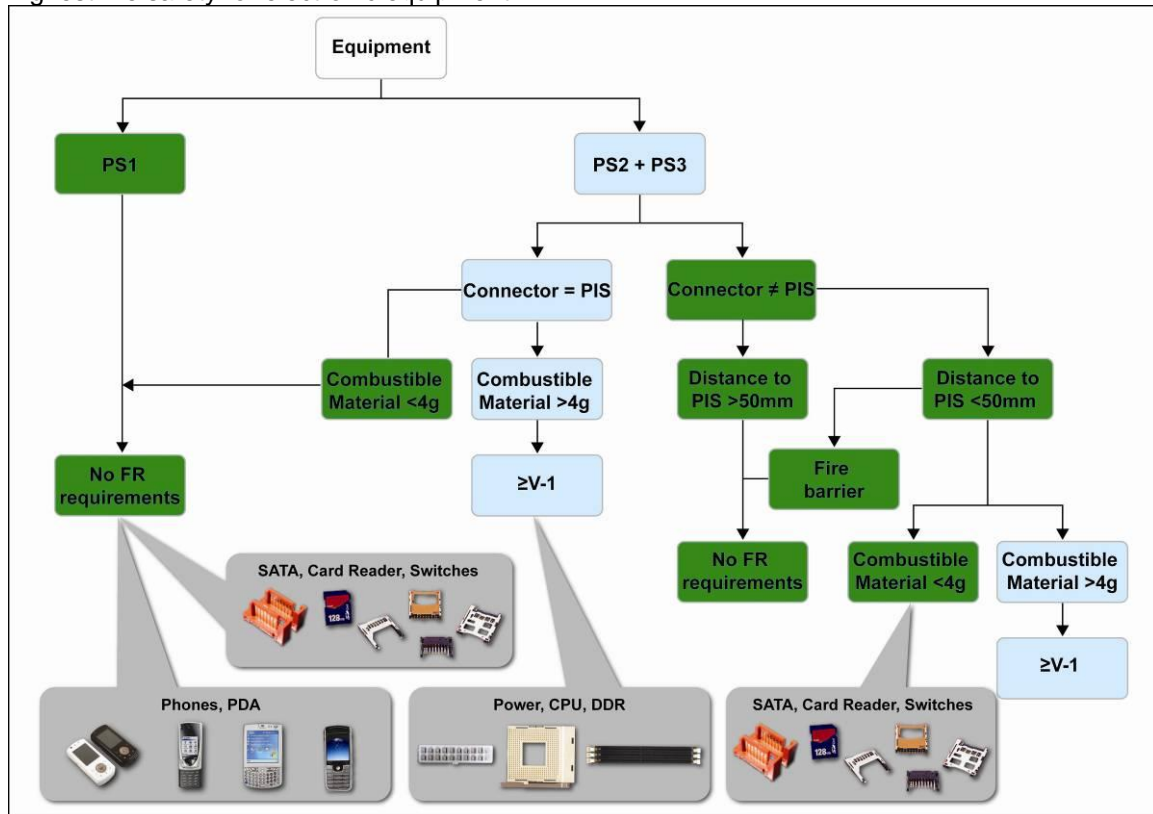 Equipment
PS1
PS2 + PS3
Connector = PIS
Connector ≠ PIS
Combustible
Material <4g
Combustible
Material >4g
Distance to
PIS >50mm
Distance to
PIS <50mm
No FR
requirements
≥V-1
Fire
barrier
No FR
requirements
Combustible
Material <4g
Combustible
Material >4g
≥V-1
SATA, Card Reader, Switches
128
Phones, PDA
Power, CPU, DDR
SATA, Card Reader, Switches
128